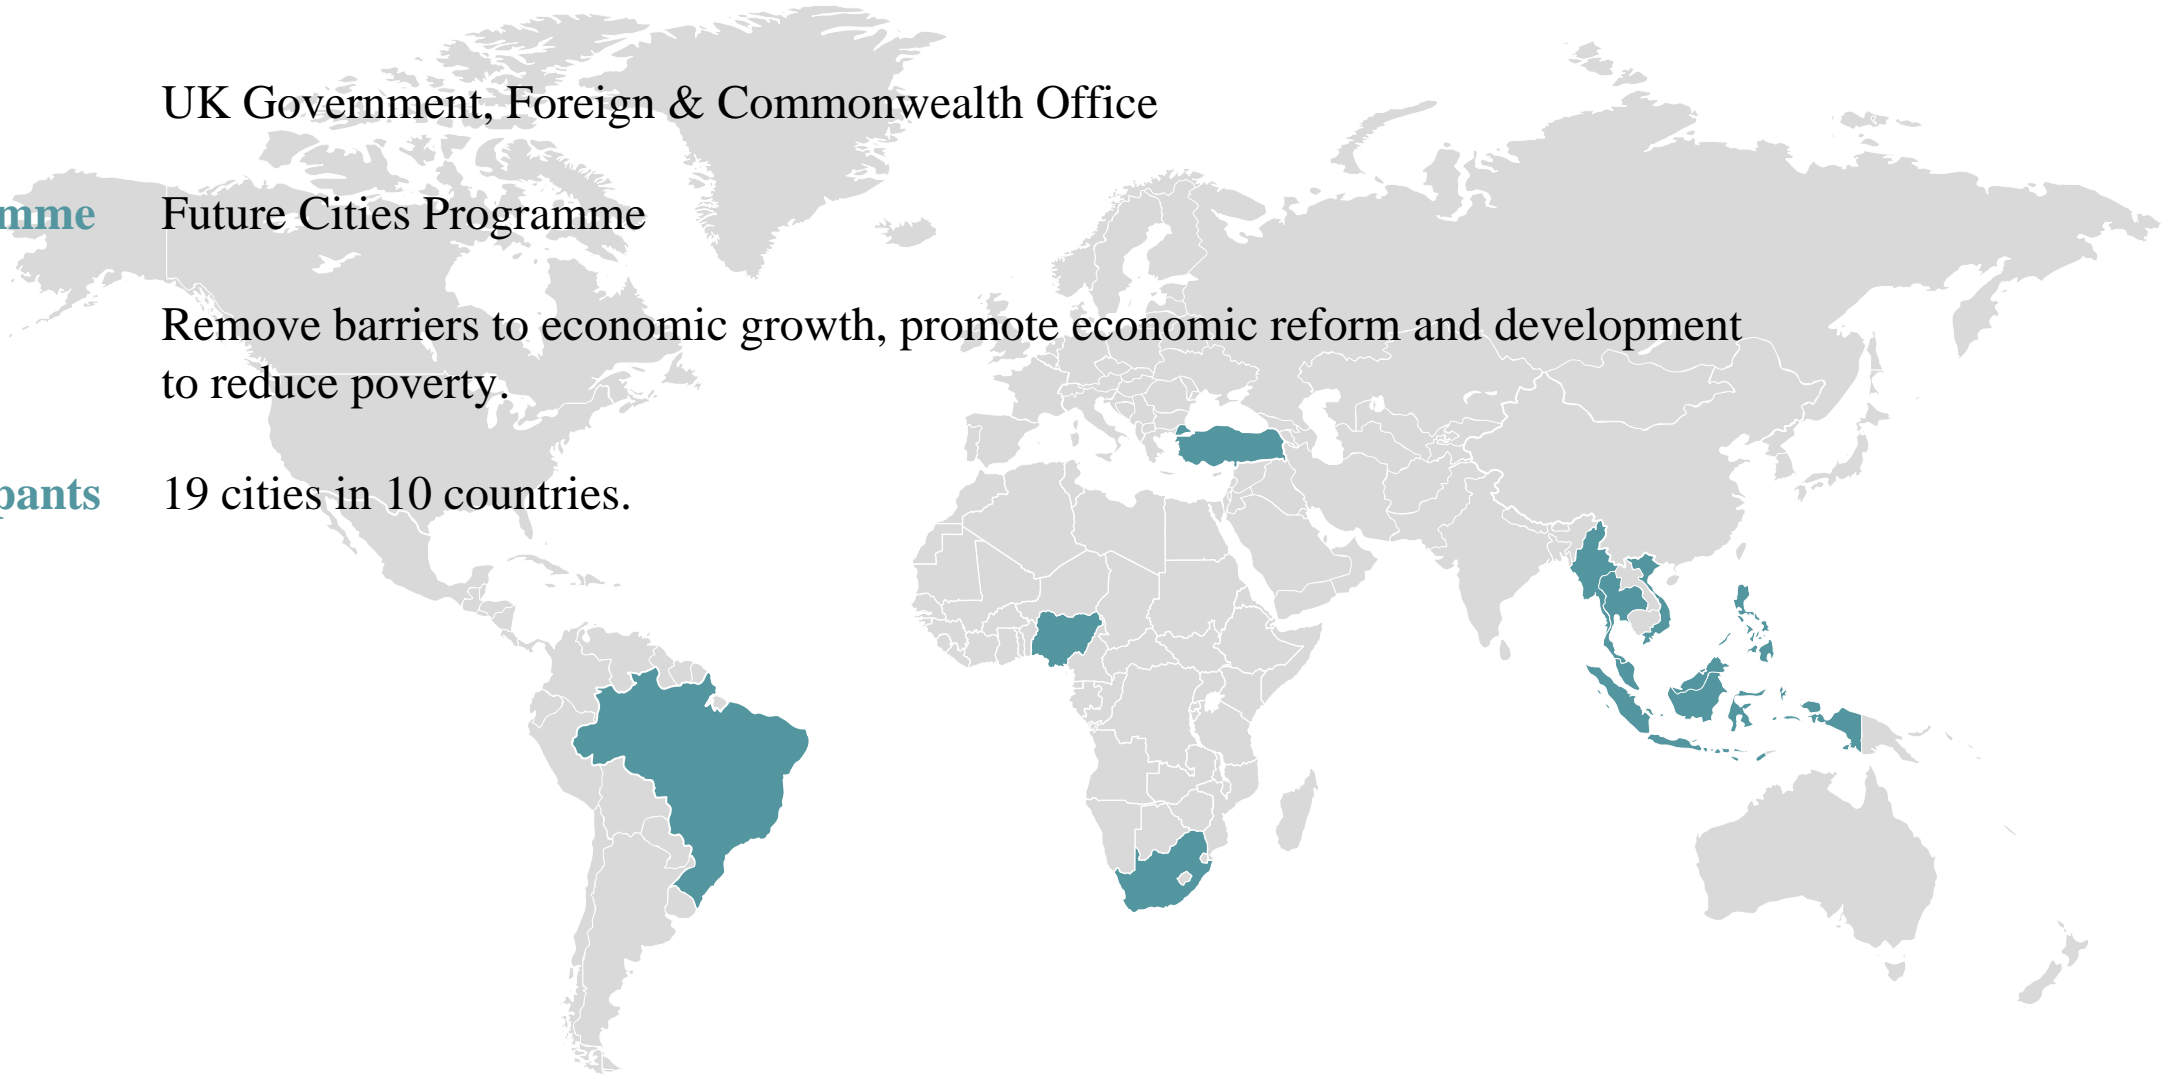 UK Government, Foreign & Commonwealth Office
mme Future Cities Programme
Remove barriers to economic growth, promote economic reform and development
to reduce poverty.
pants 19 cities in 10 countries.